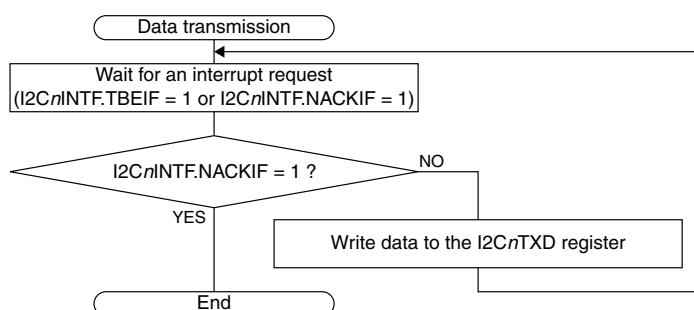 Data transmission
Wait for an interrupt request
(I2CnINTF.TBEIF = 1 or I2CnINTF.NACKIF = 1)
I2CnINTF.NACKIF = 1 ?
NO
YES
Write data to the I2CnTXD register
End